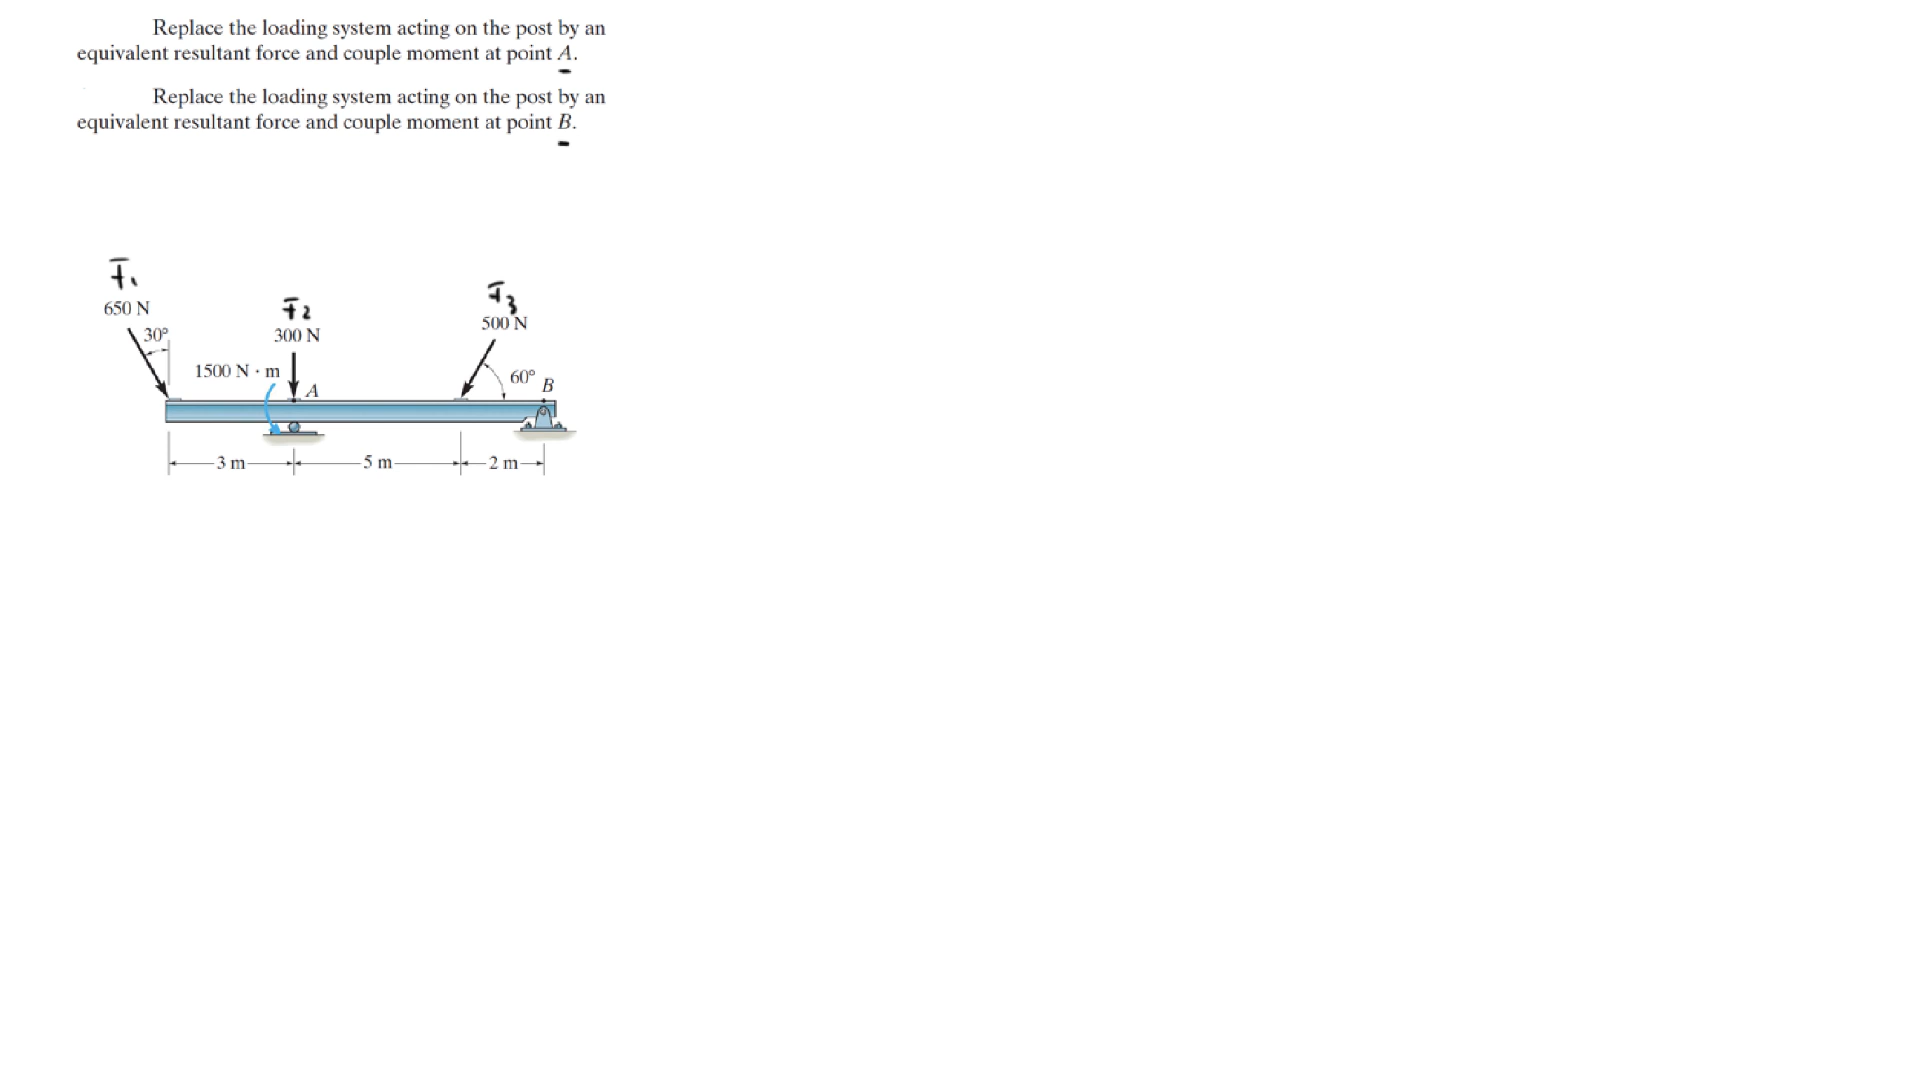 Replace the loading system acting on the post by an
equivalent resultant force and couple moment at point A.
Replace the loading system acting on the post by an
equivalent resultant force and couple moment at point B.
F1
650 N
30°
F2
300 N
F3
500 N
1500 N · m
60°
A
B
3 m
5 m
2 m